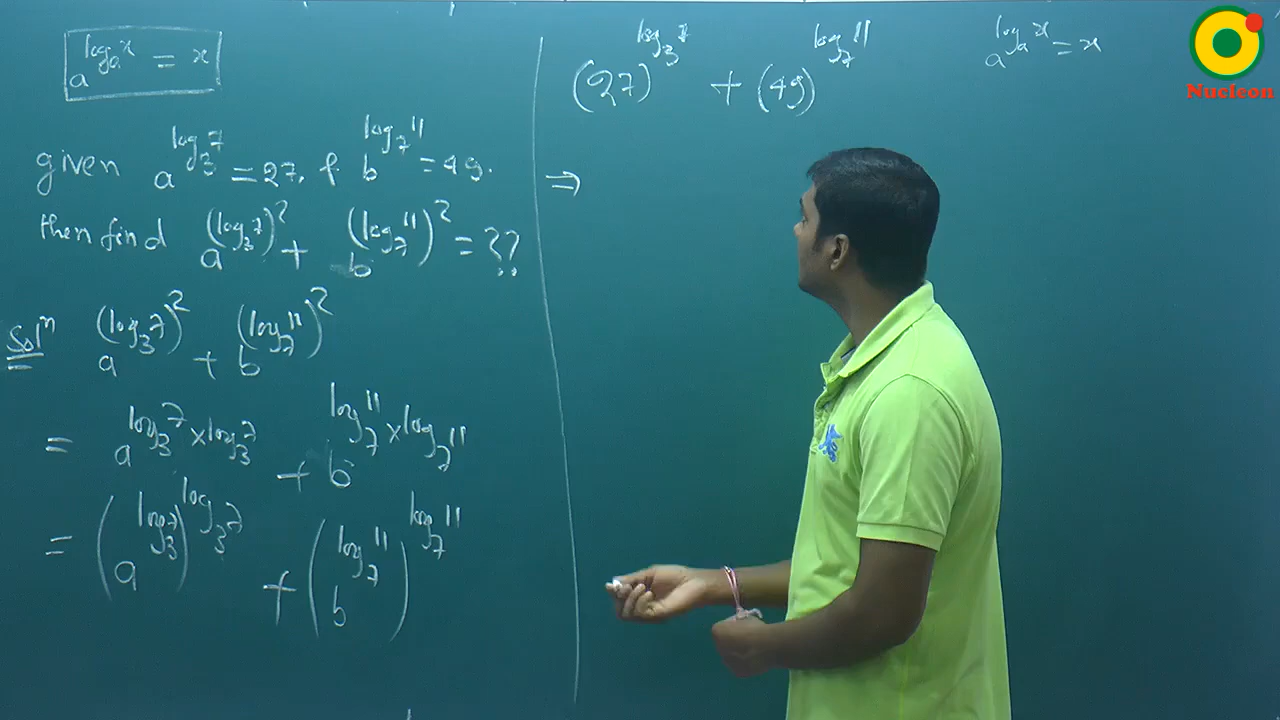 a^(log_a x) = x
given a^(log_3 7) = 27. & b^(log_7 11) = 49.
then find a^((log_3 7)^2) + b^((log_7 11)^2) = ??
Solⁿ a^((log_3 7)^2) + b^((log_7 11)^2)
= a^(log_3 7 × log_3 7) + b^(log_7 11 × log_7 11)
= (a^(log_3 7))^(log_3 7) + (b^(log_7 11))^(log_7 11)
(27)^(log_3 7) + (49)^(log_7 11)
⇒
a^(log_a x) = x
Nucleon